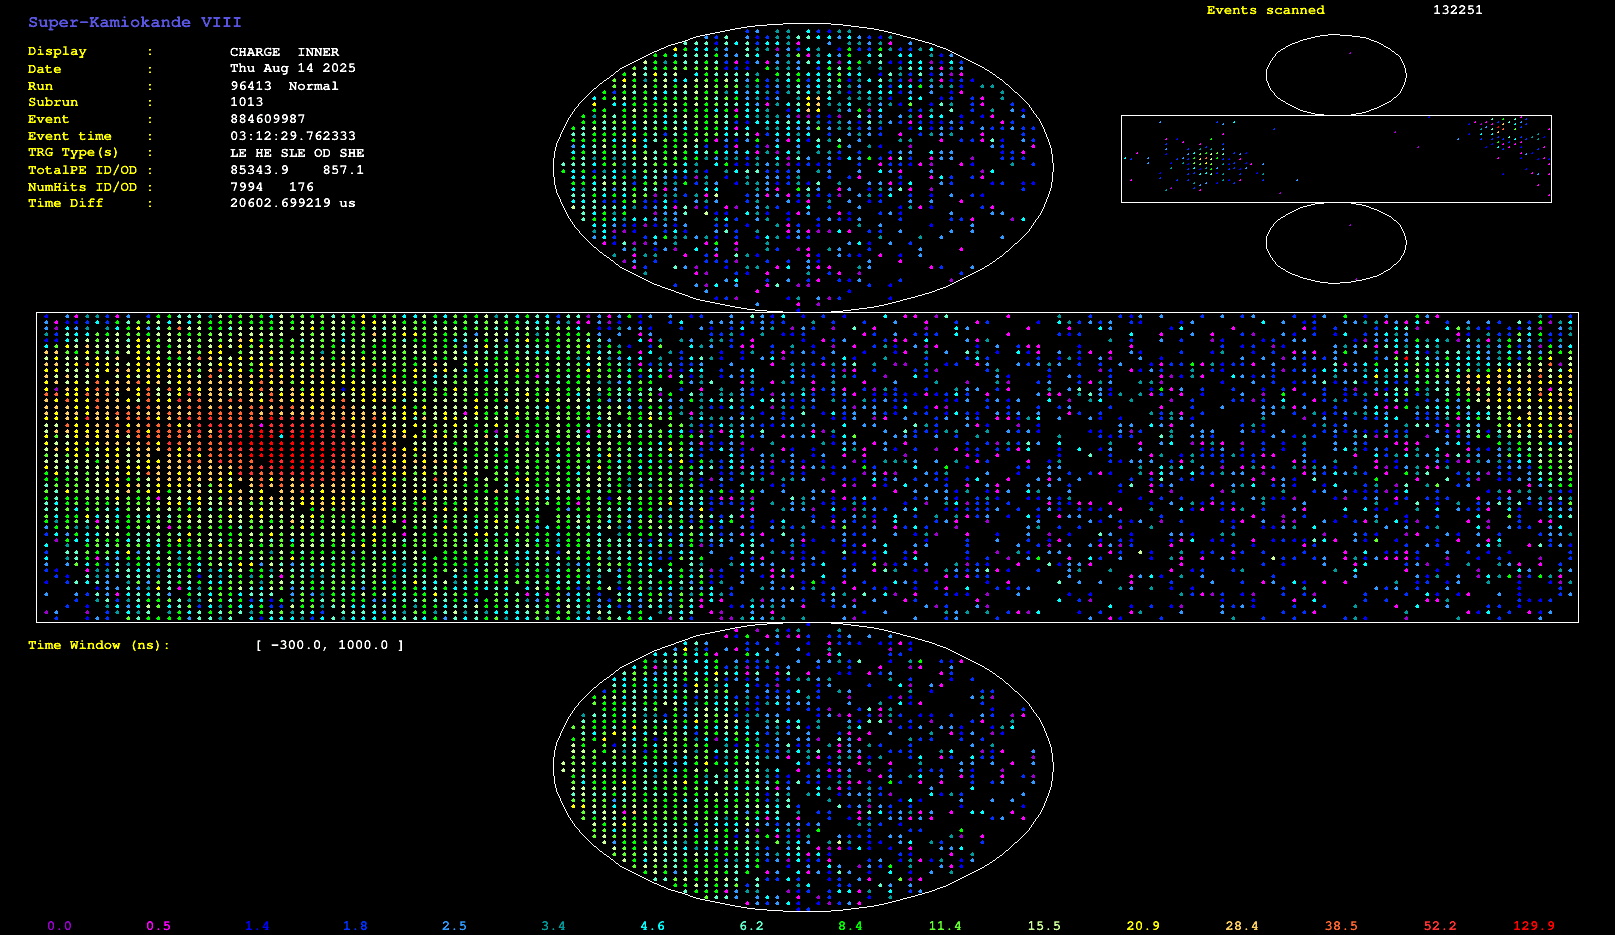 Super-Kamiokande VIII
Events scanned 132251
Display : CHARGE INNER
Date : Thu Aug 14 2025
Run : 96413 Normal
Subrun : 1013
Event : 884609987
Event time : 03:12:29.762333
TRG Type(s) : LE HE SLE OD SHE
TotalPE ID/OD : 85343.9 857.1
NumHits ID/OD : 7994 176
Time Diff : 20602.699219 us
Time Window (ns): [ -300.0, 1000.0 ]
0.0 0.5 1.4 1.8 2.5 3.4 4.6 6.2 8.4 11.4 15.5 20.9 28.4 38.5 52.2 129.9